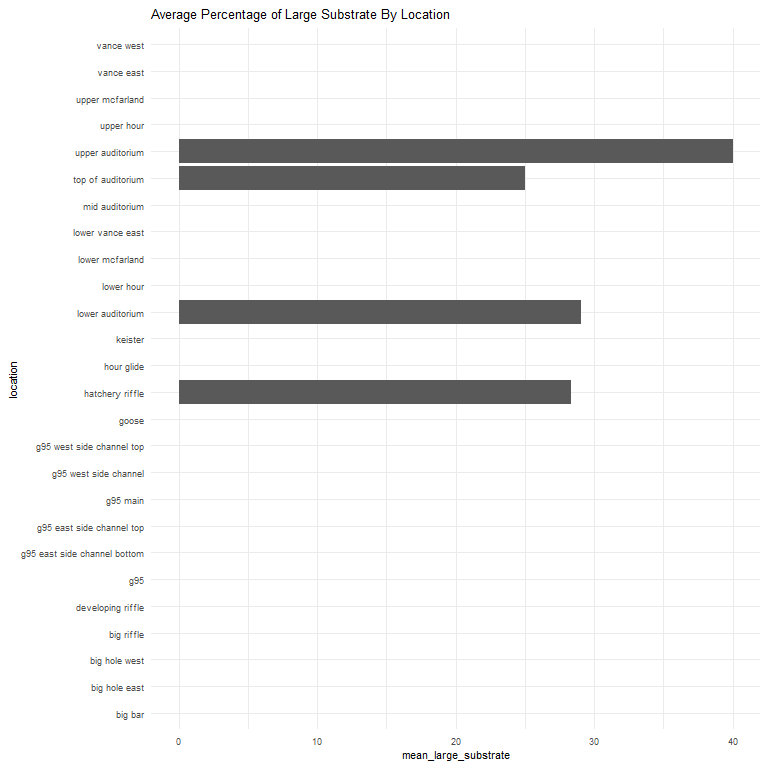 Average Percentage of Large Substrate By Location
vance west
vance east
upper mcfarland
upper hour
upper auditorium
top of auditorium
mid auditorium
lower vance east
lower mcfarland
lower hour
lower auditorium
keister
hour glide
hatchery riffle
goose
g95 west side channel top
g95 west side channel
g95 main
g95 east side channel top
g95 east side channel bottom
g95
developing riffle
big riffle
big hole west
big hole east
big bar
location
0 10 20 30 40
mean_large_substrate